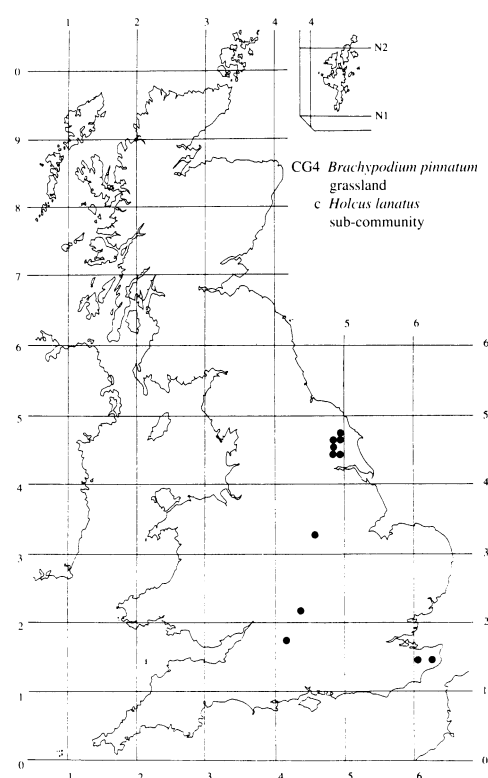 1 2 3 4 4
N2
0
N1
9
CG4 Brachypodium pinnatum
grassland
8
c Holcus lanatus
sub-community
7
5 6
6 6
5 5
4 4
3 3
2 2
1 1
0 0
1 2 3 4 5 6